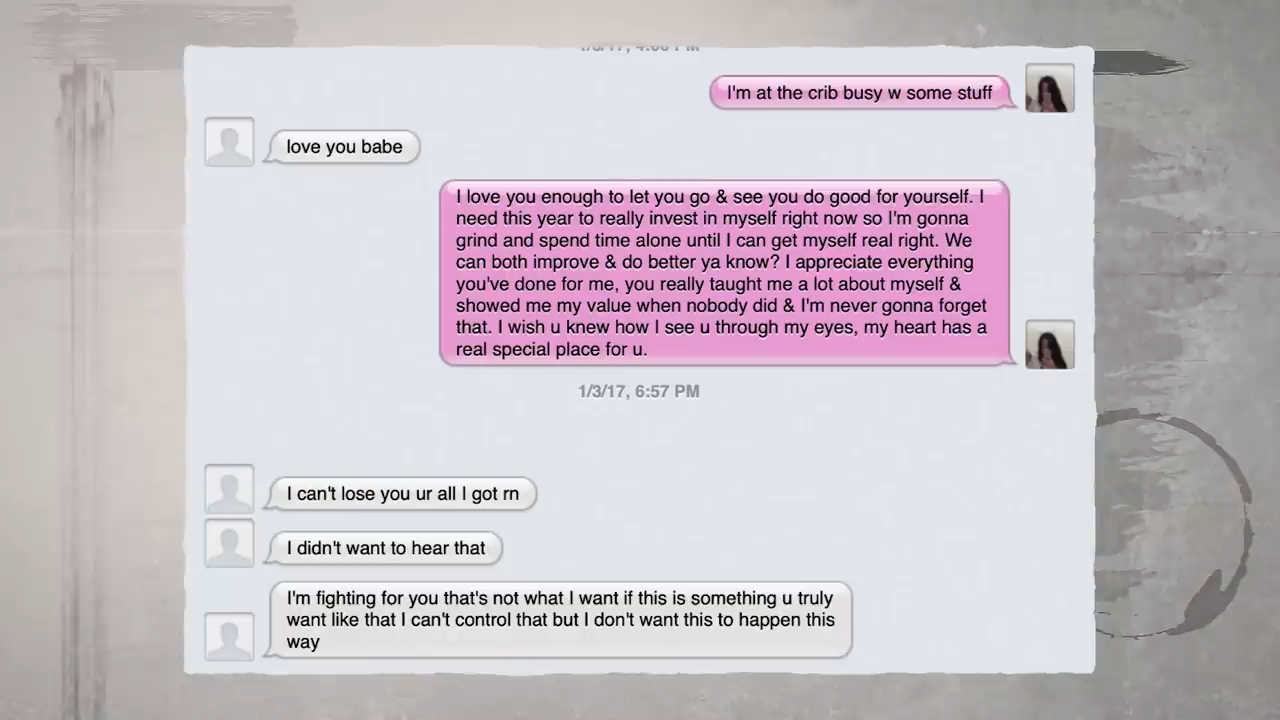 I'm at the crib busy w some stuff
love you babe
I love you enough to let you go & see you do good for yourself. I
need this year to really invest in myself right now so I'm gonna
grind and spend time alone until I can get myself real right. We
can both improve & do better ya know? I appreciate everything
you've done for me, you really taught me a lot about myself &
showed me my value when nobody did & I'm never gonna forget
that. I wish u knew how I see u through my eyes, my heart has a
real special place for u.
1/3/17, 6:57 PM
I can't lose you ur all I got rn
I didn't want to hear that
I'm fighting for you that's not what I want if this is something u truly
want like that I can't control that but I don't want this to happen this
way